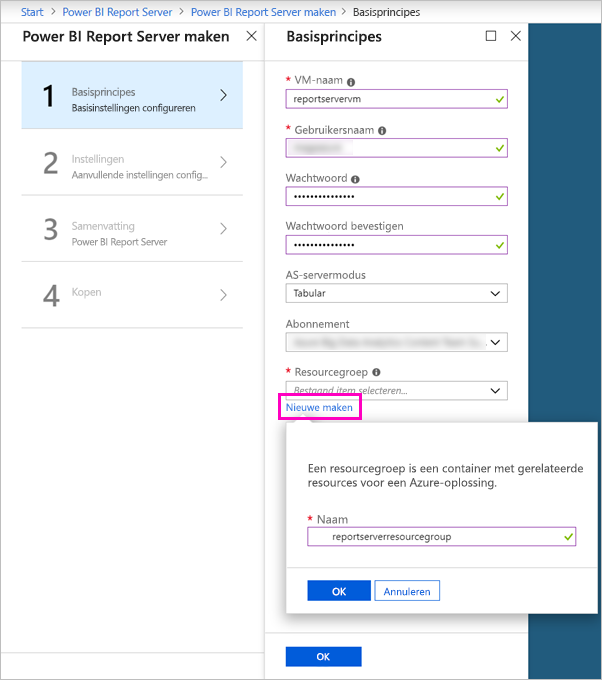 Start > Power BI Report Server > Power BI Report Server maken > Basisprincipes
Power BI Report Server maken
1
Basisprincipes
Basisinstellingen configureren
2
Instellingen
Aanvullende instellingen config...
3
Samenvatting
Power BI Report Server
4
Kopen
Basisprincipes
* VM-naam
reportservervm
* Gebruikersnaam
Wachtwoord
•••••••••••••••
Wachtwoord bevestigen
•••••••••••••••
AS-servermodus
Tabular
Abonnement
* Resourcegroep
Bestaand item selecteren...
Nieuwe maken
Een resourcegroep is een container met gerelateerde
resources voor een Azure-oplossing.
* Naam
reportserverresourcegroup
OK
Annuleren
OK